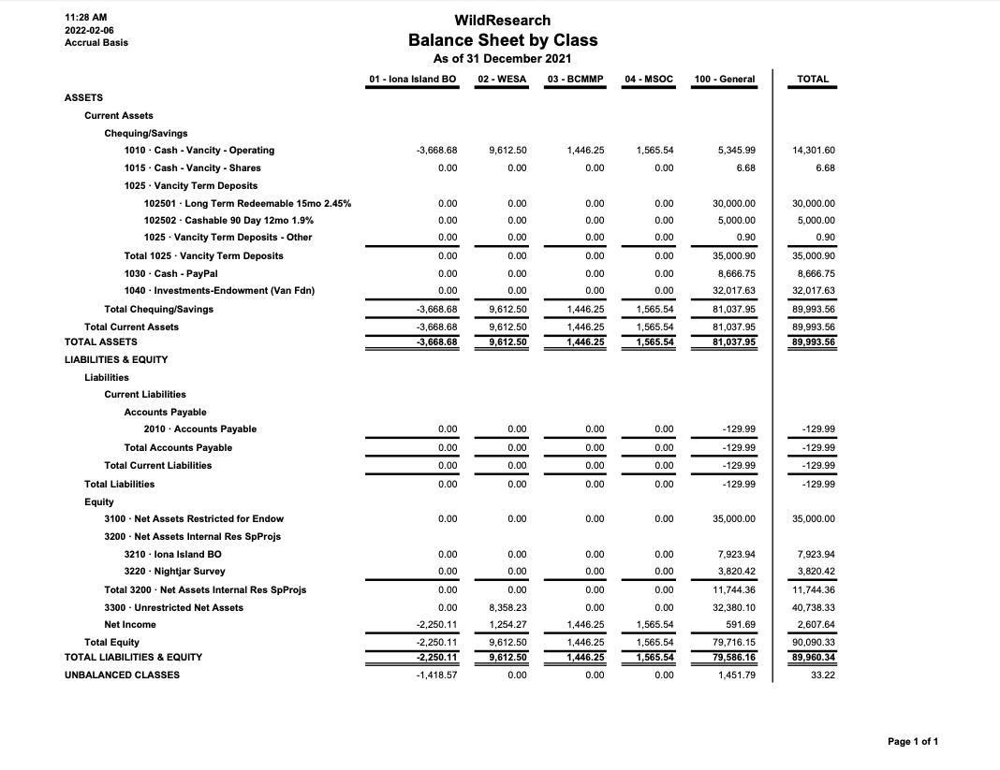 11:28 AM
2022-02-06
Accrual Basis
WildResearch
Balance Sheet by Class
As of 31 December 2021
01 - Iona Island BO 02 - WESA 03 - BCMMP 04 - MSOC 100 - General TOTAL
ASSETS
Current Assets
Chequing/Savings
1010 · Cash - Vancity - Operating -3,668.68 9,612.50 1,446.25 1,565.54 5,345.99 14,301.60
1015 · Cash - Vancity - Shares 0.00 0.00 0.00 0.00 6.68 6.68
1025 · Vancity Term Deposits
102501 · Long Term Redeemable 15mo 2.45% 0.00 0.00 0.00 0.00 30,000.00 30,000.00
102502 · Cashable 90 Day 12mo 1.9% 0.00 0.00 0.00 0.00 5,000.00 5,000.00
1025 · Vancity Term Deposits - Other 0.00 0.00 0.00 0.00 0.90 0.90
Total 1025 · Vancity Term Deposits 0.00 0.00 0.00 0.00 35,000.90 35,000.90
1030 · Cash - PayPal 0.00 0.00 0.00 0.00 8,666.75 8,666.75
1040 · Investments-Endowment (Van Fdn) 0.00 0.00 0.00 0.00 32,017.63 32,017.63
Total Chequing/Savings -3,668.68 9,612.50 1,446.25 1,565.54 81,037.95 89,993.56
Total Current Assets -3,668.68 9,612.50 1,446.25 1,565.54 81,037.95 89,993.56
TOTAL ASSETS -3,668.68 9,612.50 1,446.25 1,565.54 81,037.95 89,993.56
LIABILITIES & EQUITY
Liabilities
Current Liabilities
Accounts Payable
2010 · Accounts Payable 0.00 0.00 0.00 0.00 -129.99 -129.99
Total Accounts Payable 0.00 0.00 0.00 0.00 -129.99 -129.99
Total Current Liabilities 0.00 0.00 0.00 0.00 -129.99 -129.99
Total Liabilities 0.00 0.00 0.00 0.00 -129.99 -129.99
Equity
3100 · Net Assets Restricted for Endow 0.00 0.00 0.00 0.00 35,000.00 35,000.00
3200 · Net Assets Internal Res SpProjs
3210 · Iona Island BO 0.00 0.00 0.00 0.00 7,923.94 7,923.94
3220 · Nightjar Survey 0.00 0.00 0.00 0.00 3,820.42 3,820.42
Total 3200 · Net Assets Internal Res SpProjs 0.00 0.00 0.00 0.00 11,744.36 11,744.36
3300 · Unrestricted Net Assets 0.00 8,358.23 0.00 0.00 32,380.10 40,738.33
Net Income -2,250.11 1,254.27 1,446.25 1,565.54 591.69 2,607.64
Total Equity -2,250.11 9,612.50 1,446.25 1,565.54 79,716.15 90,090.33
TOTAL LIABILITIES & EQUITY -2,250.11 9,612.50 1,446.25 1,565.54 79,586.16 89,960.34
UNBALANCED CLASSES -1,418.57 0.00 0.00 0.00 1,451.79 33.22
Page 1 of 1